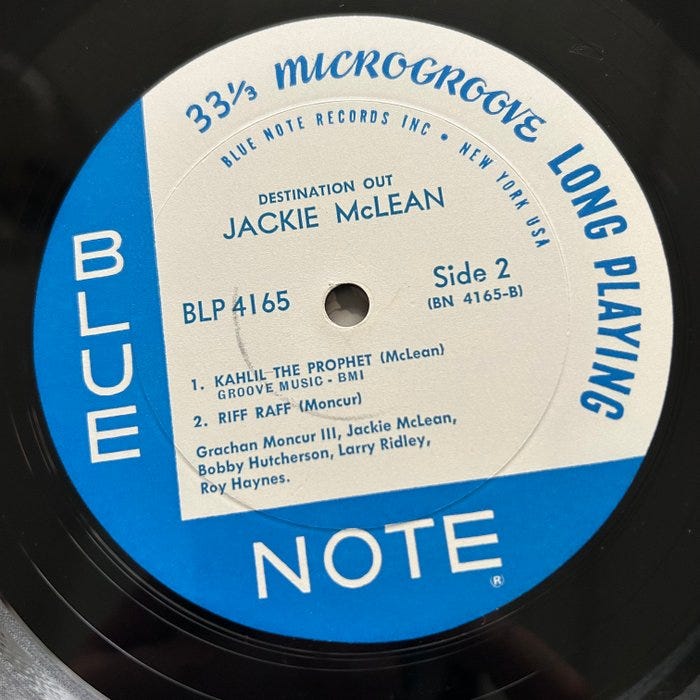 33⅓ MICROGROOVE LONG PLAYING
BLUE NOTE RECORDS INC • NEW YORK USA
DESTINATION OUT
JACKIE McLEAN
BLP 4165
Side 2
(BN 4165-B)
1. KAHLIL THE PROPHET (McLean)
GROOVE MUSIC - BMI
2. RIFF RAFF (Moncur)
Grachan Moncur III, Jackie McLean,
Bobby Hutcherson, Larry Ridley,
Roy Haynes.
BLUE
NOTE ®